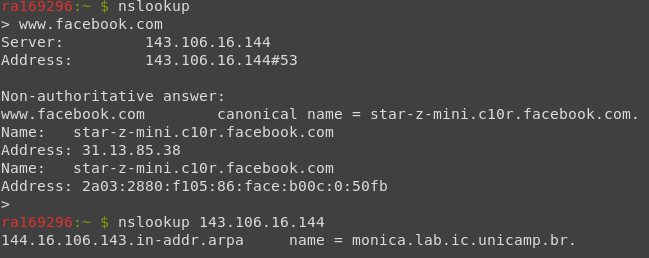 ra169296:~ $ nslookup
> www.facebook.com
Server:         143.106.16.144
Address:        143.106.16.144#53

Non-authoritative answer:
www.facebook.com        canonical name = star-z-mini.c10r.facebook.com.
Name:   star-z-mini.c10r.facebook.com
Address: 31.13.85.38
Name:   star-z-mini.c10r.facebook.com
Address: 2a03:2880:f105:86:face:b00c:0:50fb
>
ra169296:~ $ nslookup 143.106.16.144
144.16.106.143.in-addr.arpa     name = monica.lab.ic.unicamp.br.